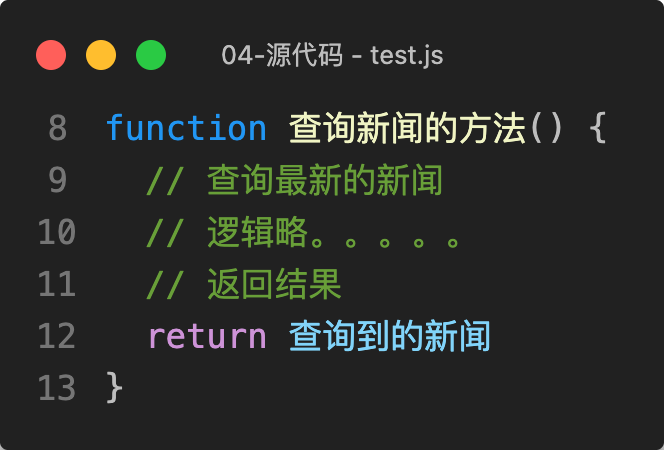 04-源代码 - test.js
8 function 查询新闻的方法() {
9 // 查询最新的新闻
10 // 逻辑略。。。。。
11 // 返回结果
12 return 查询到的新闻
13 }